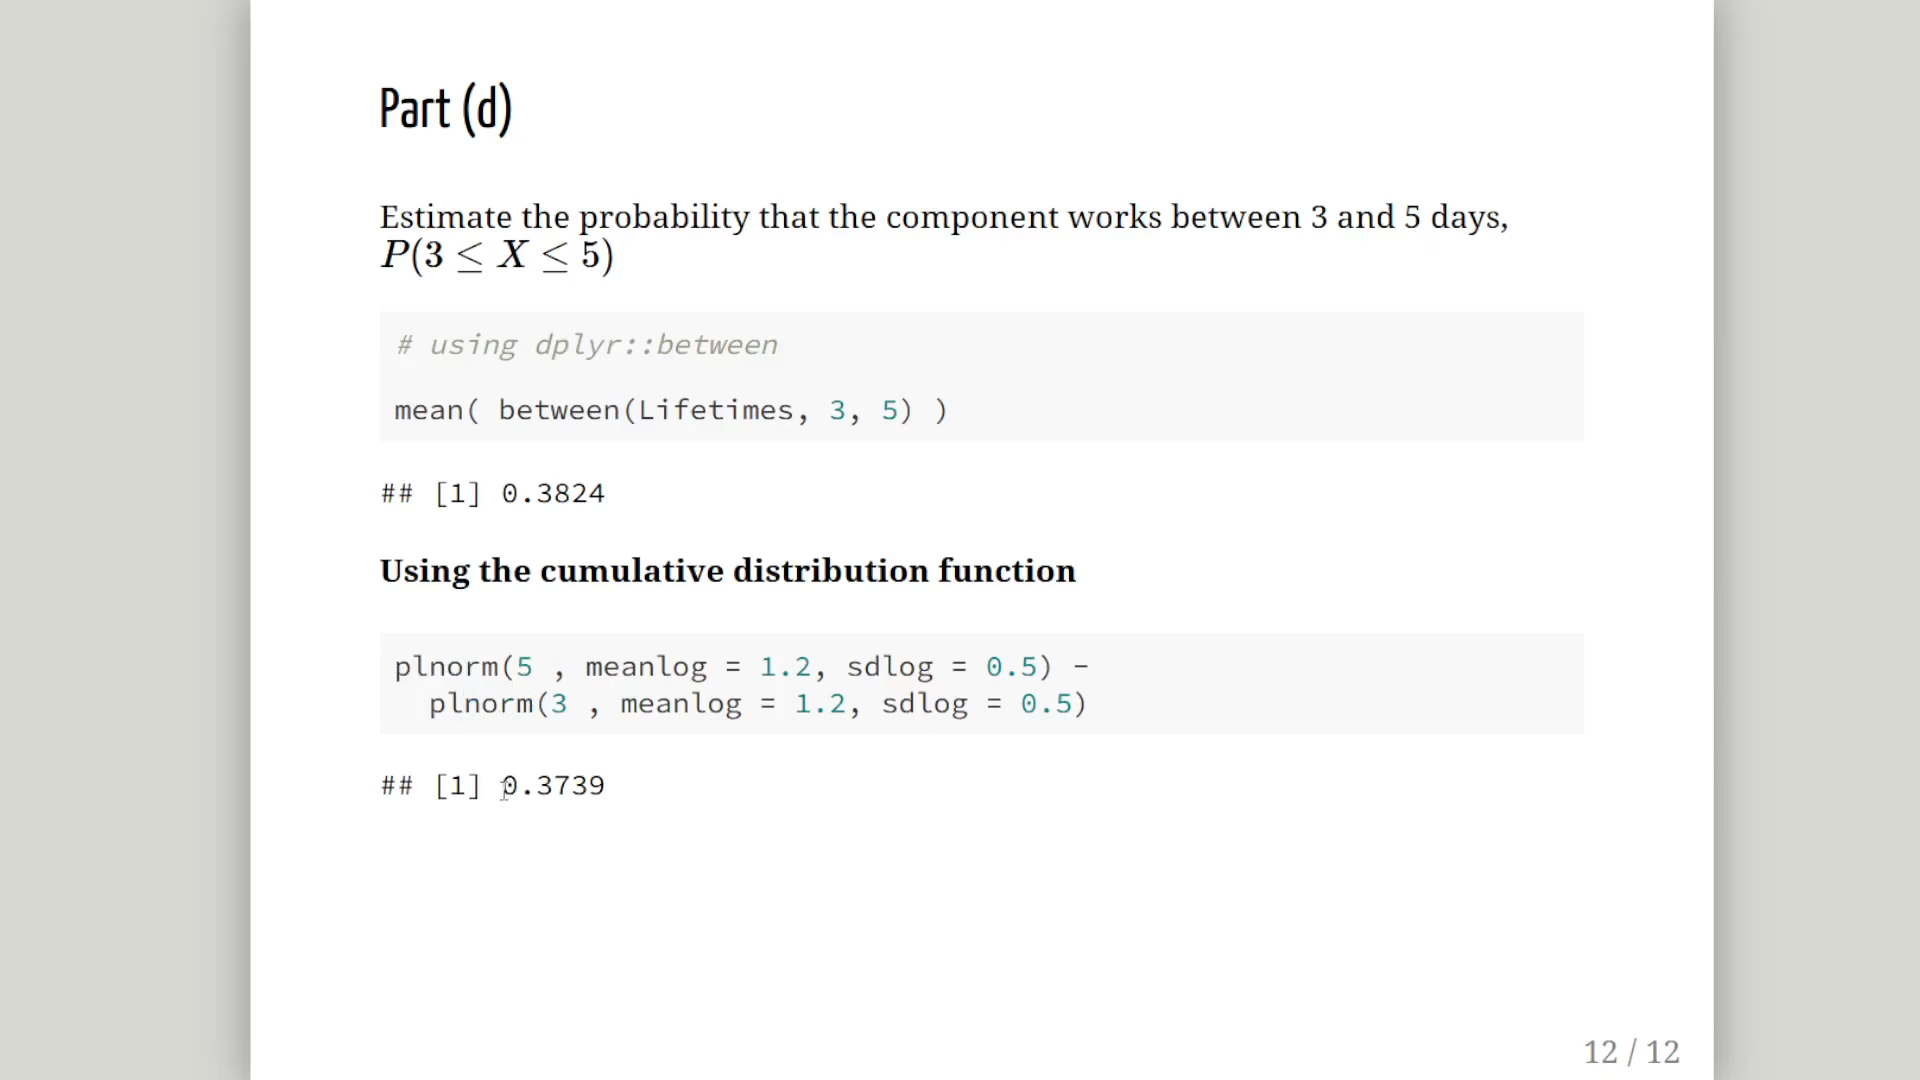 Part (d)
Estimate the probability that the component works between 3 and 5 days,
P(3 ≤ X ≤ 5)
# using dplyr::between
mean( between(Lifetimes, 3, 5) )
## [1] 0.3824
Using the cumulative distribution function
plnorm(5 , meanlog = 1.2, sdlog = 0.5) -
  plnorm(3 , meanlog = 1.2, sdlog = 0.5)
## [1] 0.3739
12 / 12